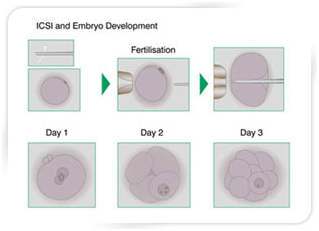 ICSI and Embryo Development
Fertilisation
Day 1
Day 2
Day 3